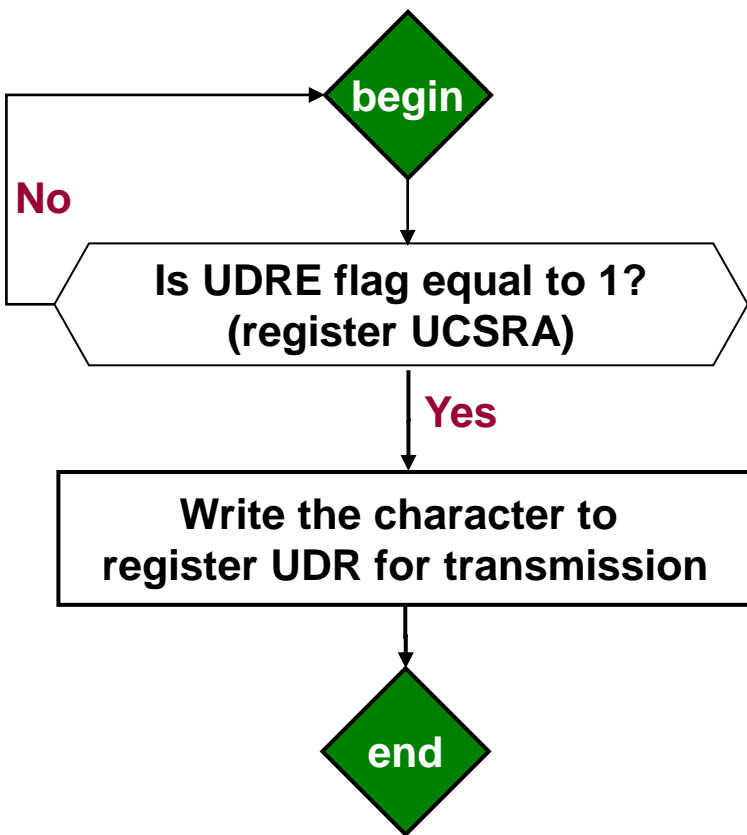 begin
No
Is UDRE flag equal to 1?
(register UCSRA)
Yes
Write the character to
register UDR for transmission
end